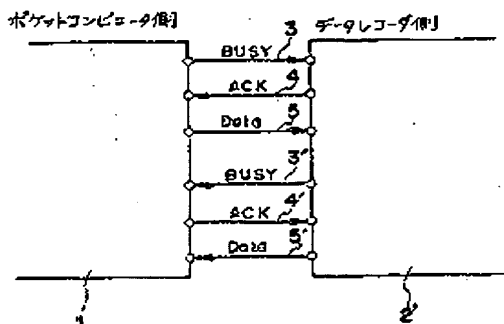 ポケットコンピュータ側
データレコーダ側
BUSY 3
ACK 4
Data 5
BUSY 3'
ACK 4'
Data 5'
1'
2'